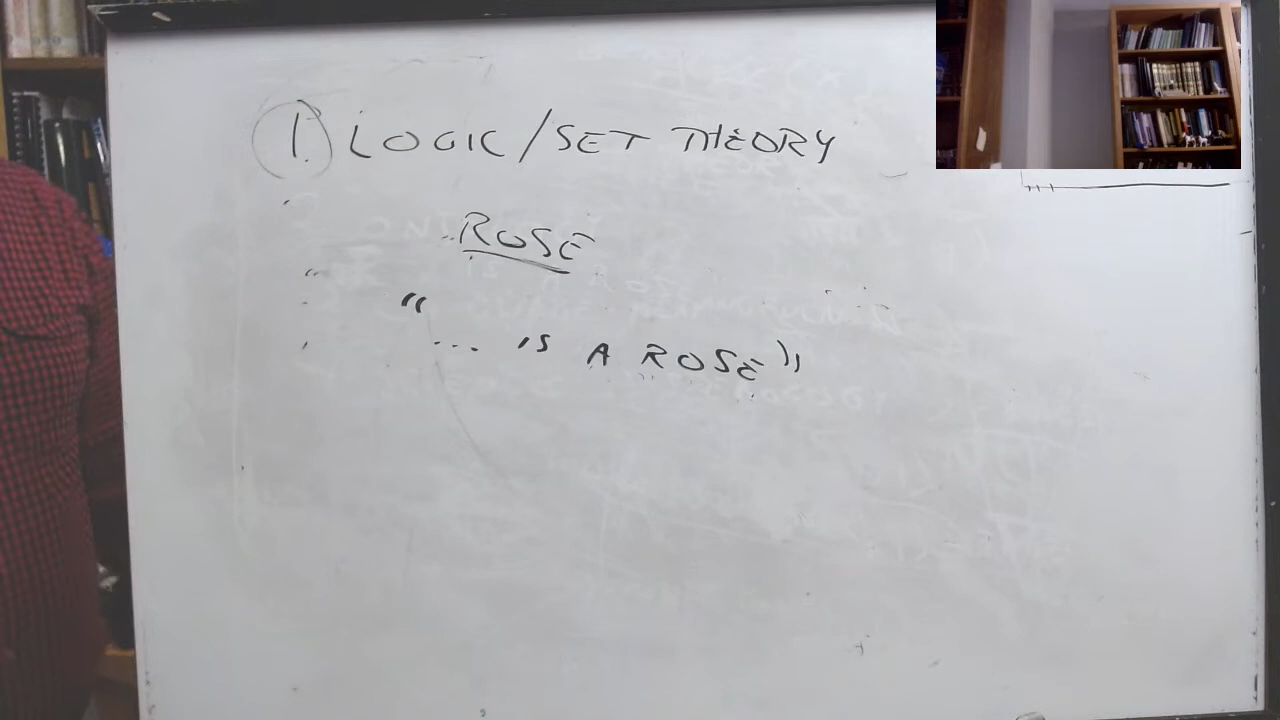 1. LOGIC/SET THEORY
ROSE
"
... IS A ROSE"